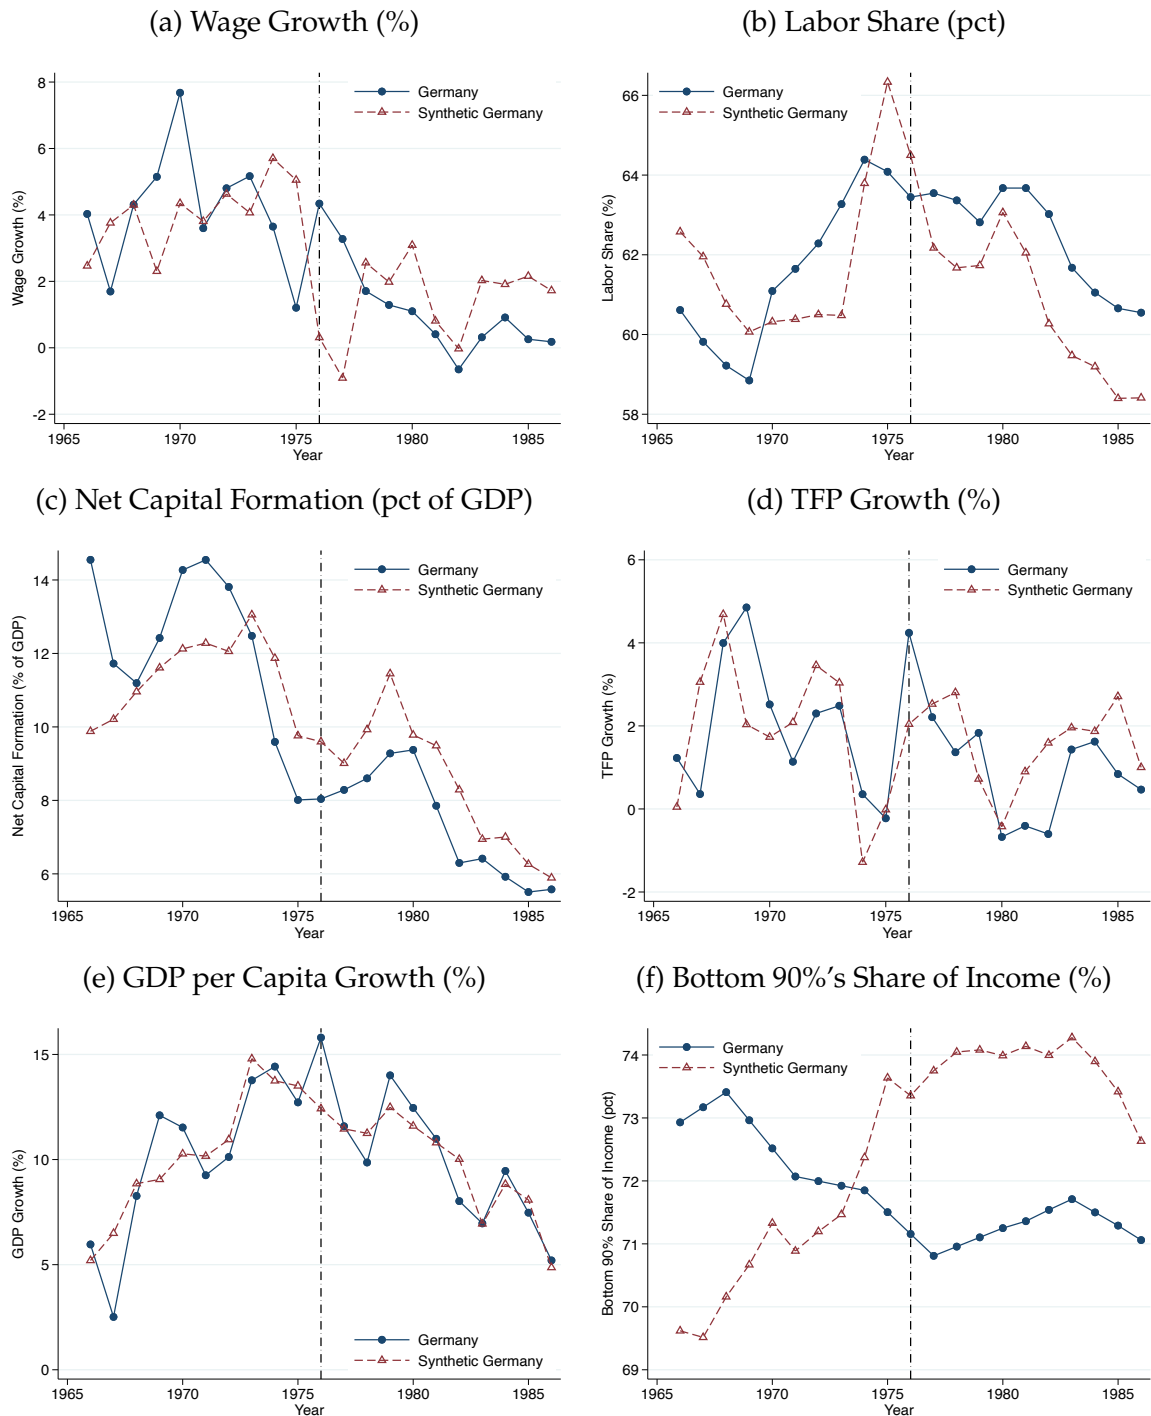 (a) Wage Growth (%)
Wage Growth (%)
8
6
4
2
0
-2
Germany
Synthetic Germany
1965 1970 1975 1980 1985
Year
(b) Labor Share (pct)
Labor Share (%)
66
64
62
60
58
Germany
Synthetic Germany
1965 1970 1975 1980 1985
Year
(c) Net Capital Formation (pct of GDP)
Net Capital Formation (% of GDP)
14
12
10
8
6
Germany
Synthetic Germany
1965 1970 1975 1980 1985
Year
(d) TFP Growth (%)
TFP Growth (%)
6
4
2
0
-2
Germany
Synthetic Germany
1965 1970 1975 1980 1985
Year
(e) GDP per Capita Growth (%)
GDP Growth (%)
15
10
5
0
Germany
Synthetic Germany
1965 1970 1975 1980 1985
Year
(f) Bottom 90%'s Share of Income (%)
Bottom 90% Share of Income (pct)
74
73
72
71
70
69
Germany
Synthetic Germany
1965 1970 1975 1980 1985
Year